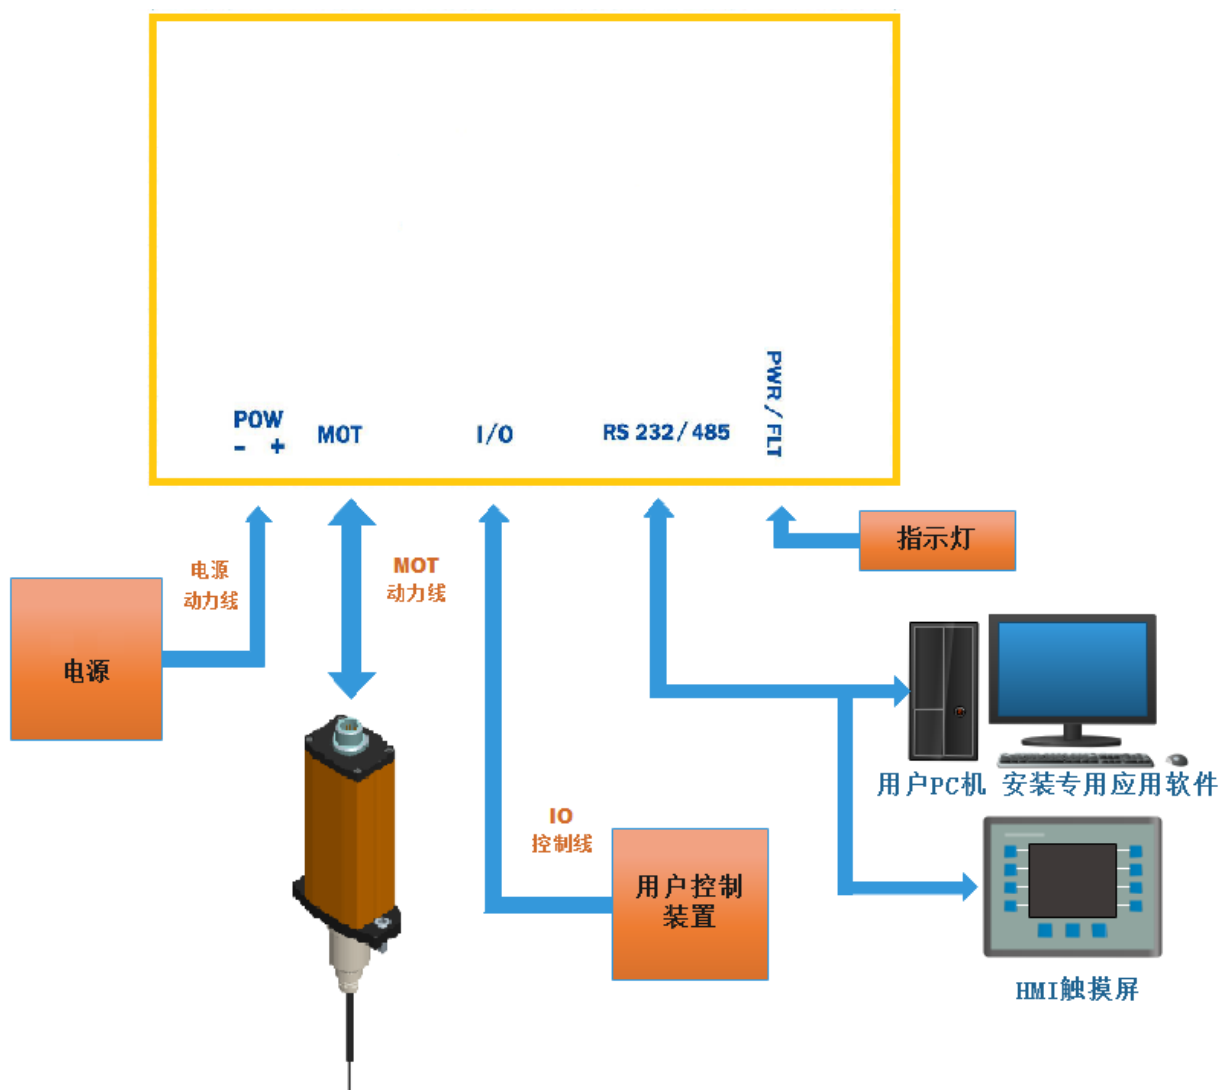 POW
- +
MOT
I/O
RS 232/485
PWR/FLT
指示灯
电源
动力线
MOT
动力线
电源
IO
控制线
用户控制
装置
用户PC机 安装专用应用软件
HMI触摸屏